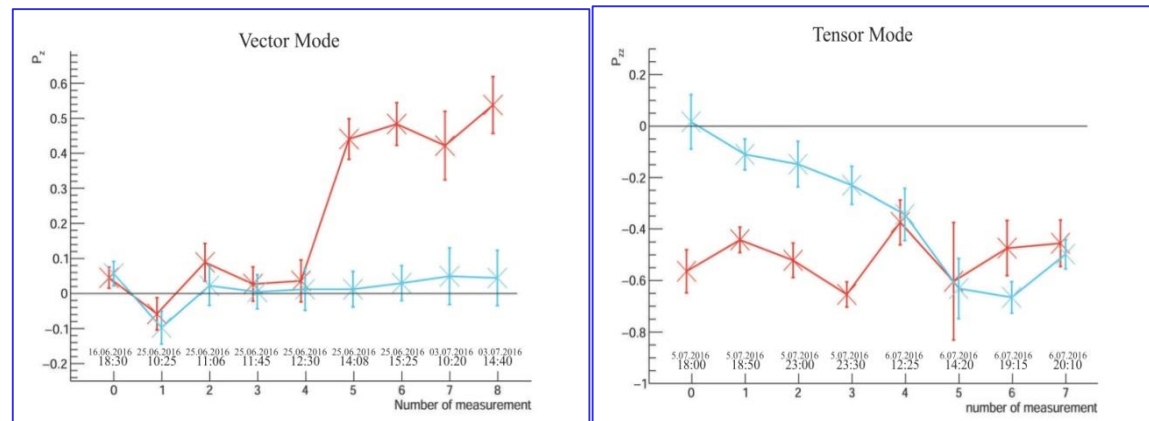 Vector Mode
Pz
0.6
0.5
0.4
0.3
0.2
0.1
0
−0.1
−0.2
16.06.2016 25.06.2016 25.06.2016 25.06.2016 25.06.2016 25.06.2016 25.06.2016 03.07.2016 03.07.2016
18:30 10:25 11:06 11:45 12:30 14:08 15:25 10:20 14:40
0 1 2 3 4 5 6 7 8
Number of measurement
Tensor Mode
Pzz
0.2
0
−0.2
−0.4
−0.6
−0.8
−1
5.07.2016 5.07.2016 5.07.2016 5.07.2016 6.07.2016 6.07.2016 6.07.2016 6.07.2016
18:00 18:50 23:00 23:30 12:25 14:20 19:15 20:10
0 1 2 3 4 5 6 7
number of measurement